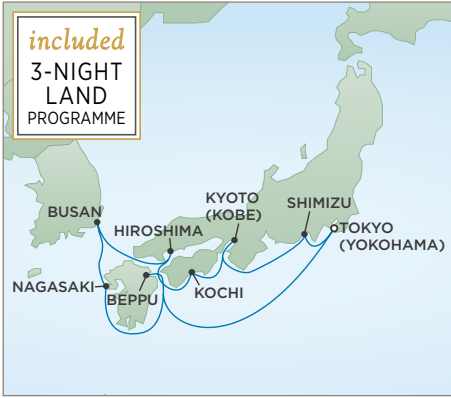 included
3-NIGHT
LAND
PROGRAMME
KYOTO
(KOBE)
SHIMIZU
BUSAN
HIROSHIMA
TOKYO
(YOKOHAMA)
NAGASAKI
BEPPU
KOCHI